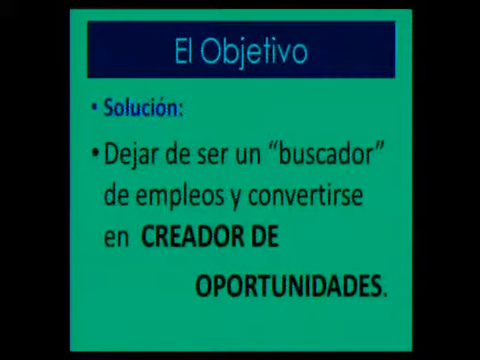 El Objetivo
• Solución:
• Dejar de ser un “buscador”
de empleos y convertirse
en CREADOR DE
OPORTUNIDADES.